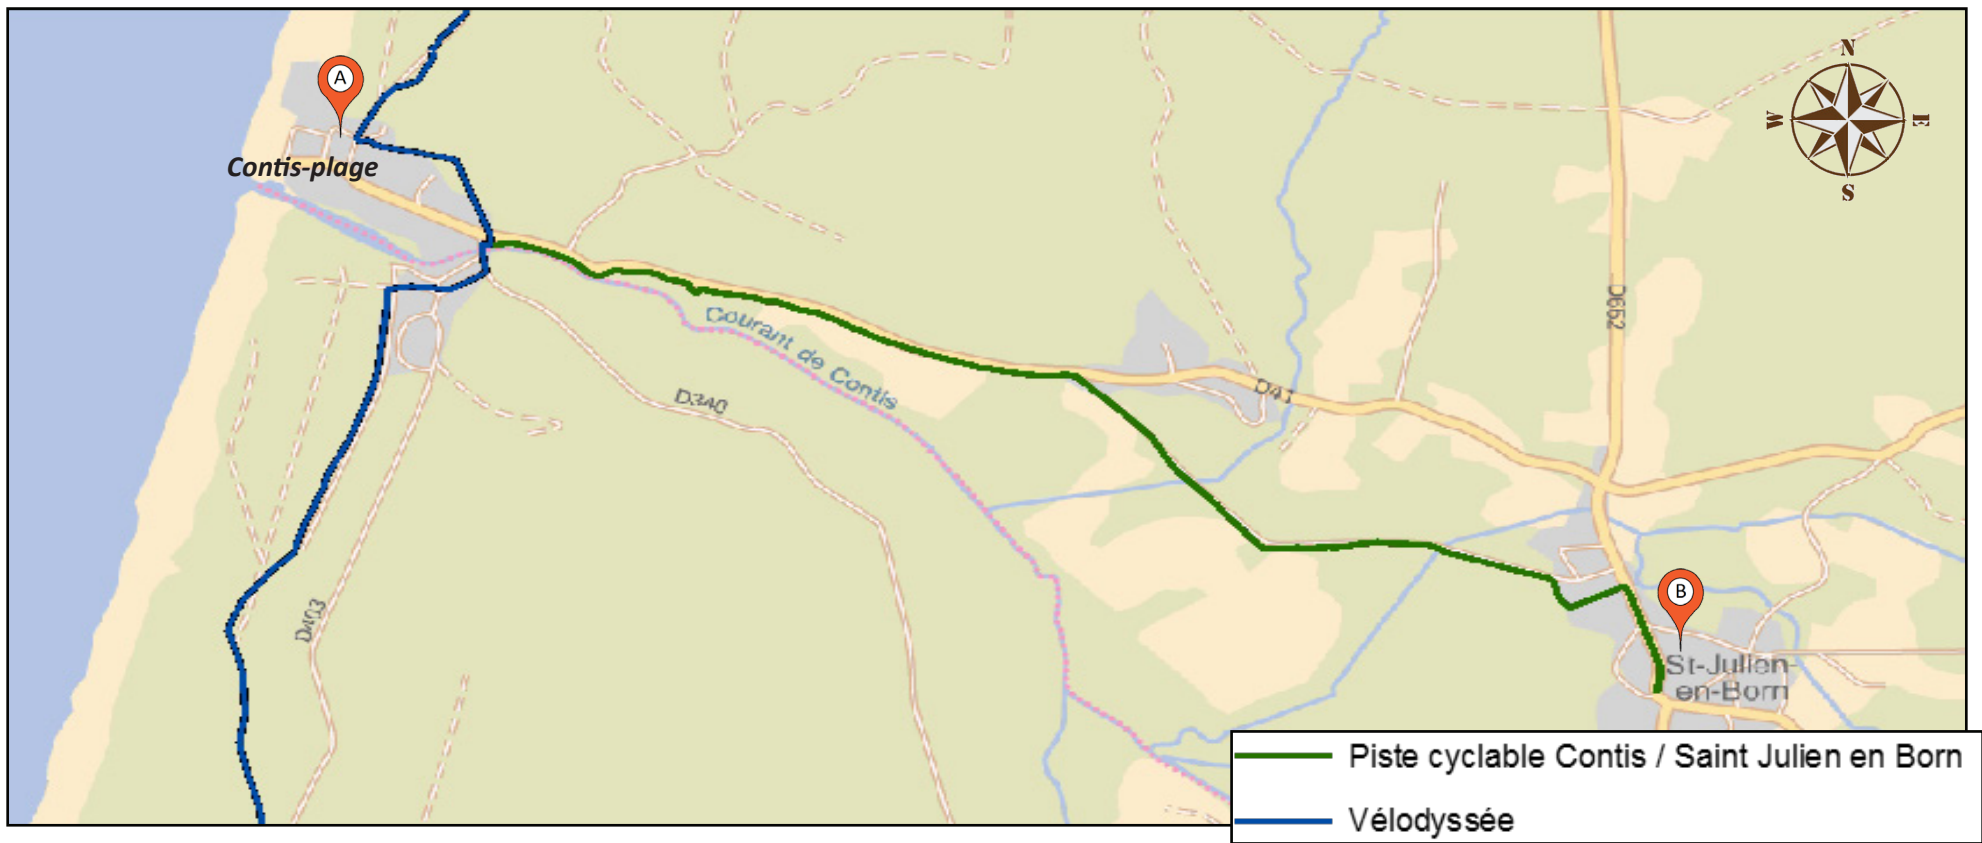 N
W
E
S
A
Contis-plage
D652
Courant de Contis
D41
D340
D403
B
St-Julien-
en-Born
Piste cyclable Contis / Saint Julien en Born
Vélodyssée